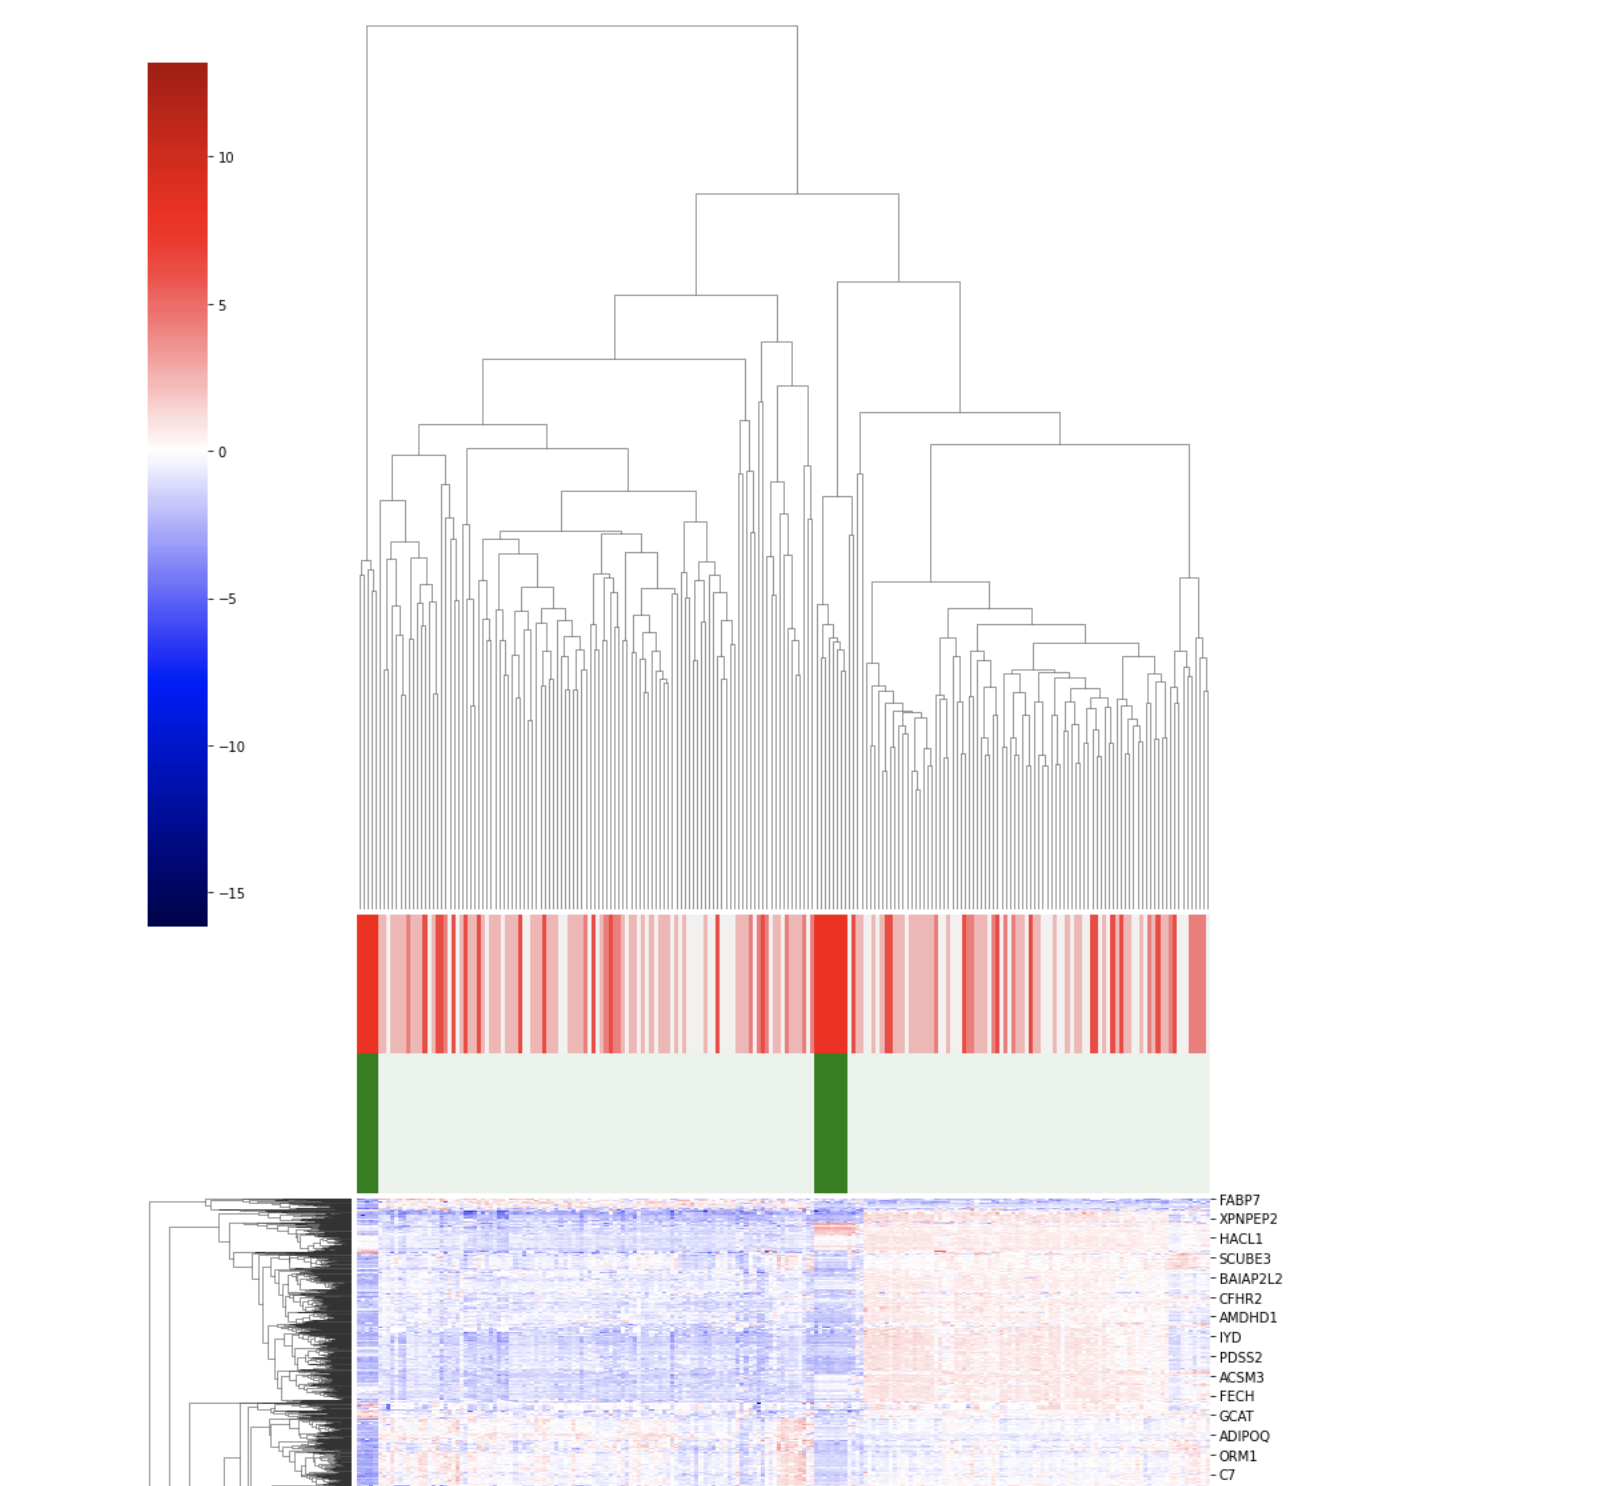 10
5
0
−5
−10
−15
FABP7
XPNPEP2
HACL1
SCUBE3
BAIAP2L2
CFHR2
AMDHD1
IYD
PDSS2
ACSM3
FECH
GCAT
ADIPOQ
ORM1
C7